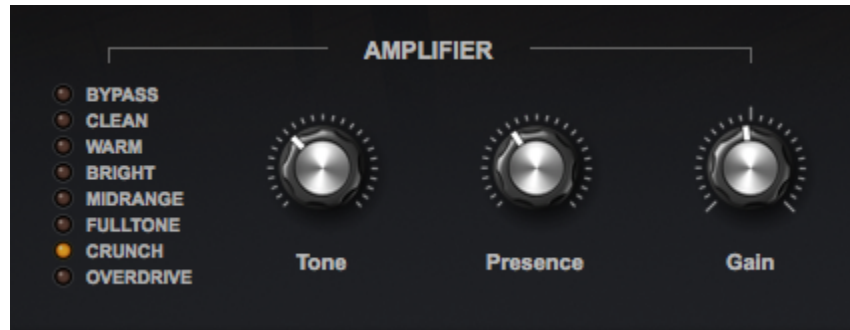 AMPLIFIER
BYPASS
CLEAN
WARM
BRIGHT
MIDRANGE
FULLTONE
CRUNCH
OVERDRIVE
Tone
Presence
Gain